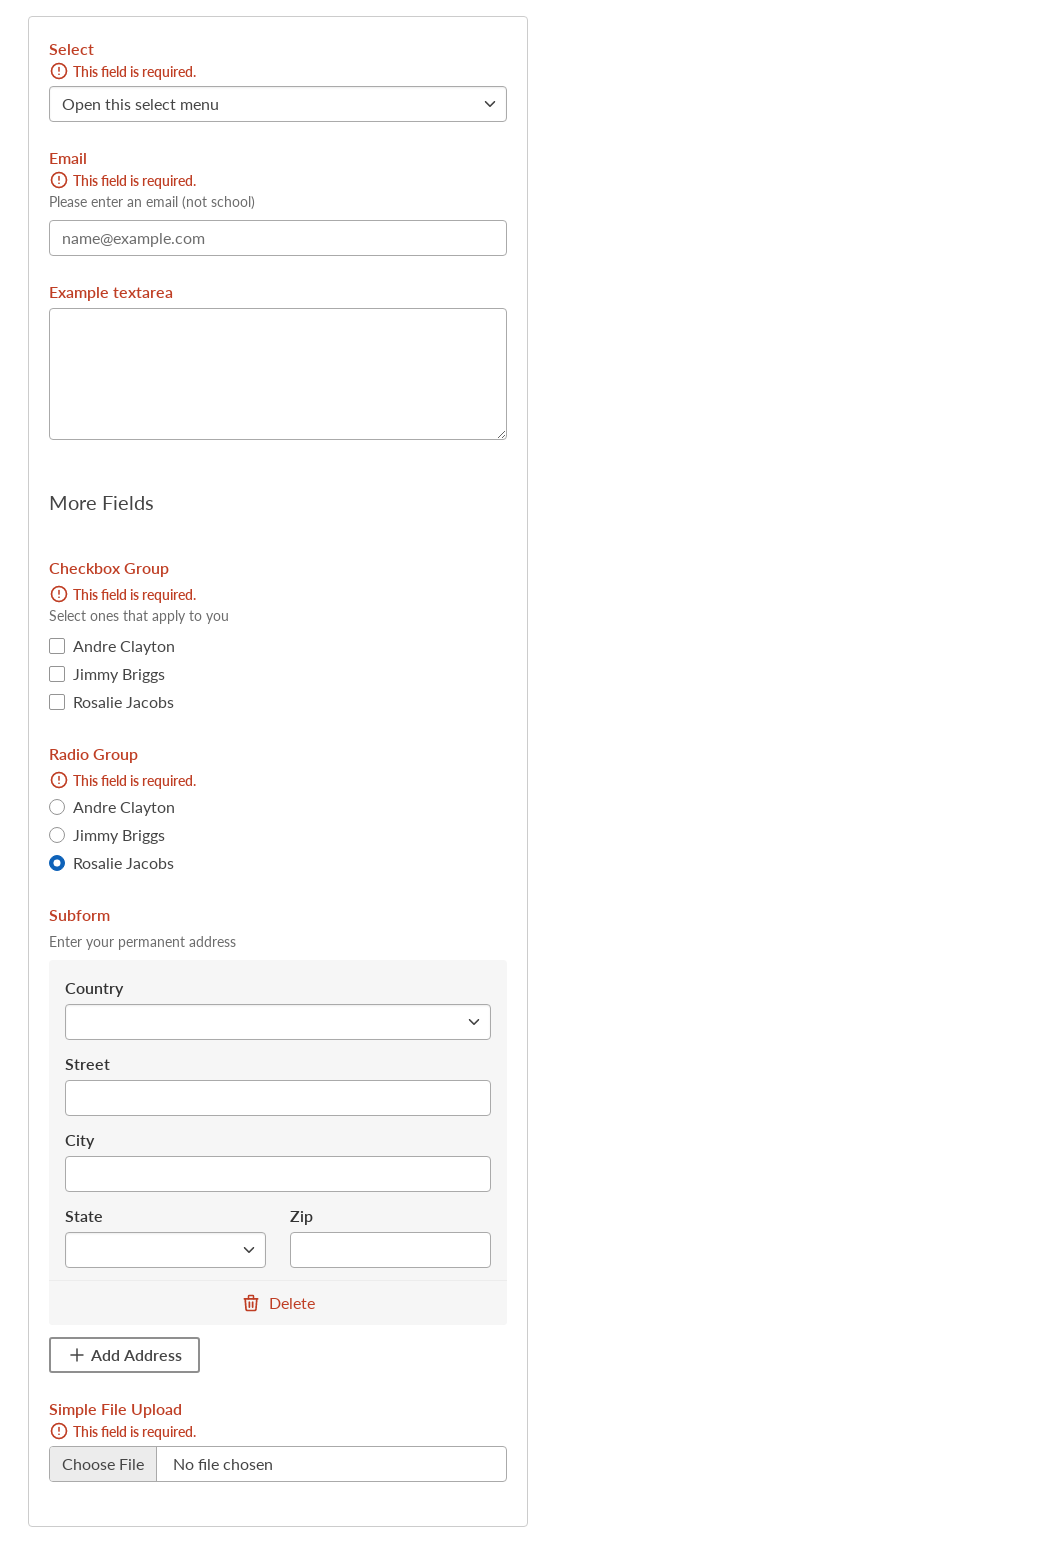 Select
This field is required.
Open this select menu
Email
This field is required.
Please enter an email (not school)
name@example.com
Example textarea
More Fields
Checkbox Group
This field is required.
Select ones that apply to you
Andre Clayton
Jimmy Briggs
Rosalie Jacobs
Radio Group
This field is required.
Andre Clayton
Jimmy Briggs
Rosalie Jacobs
Subform
Enter your permanent address
Country
Street
City
State Zip
Delete
Add Address
Simple File Upload
This field is required.
Choose File No file chosen